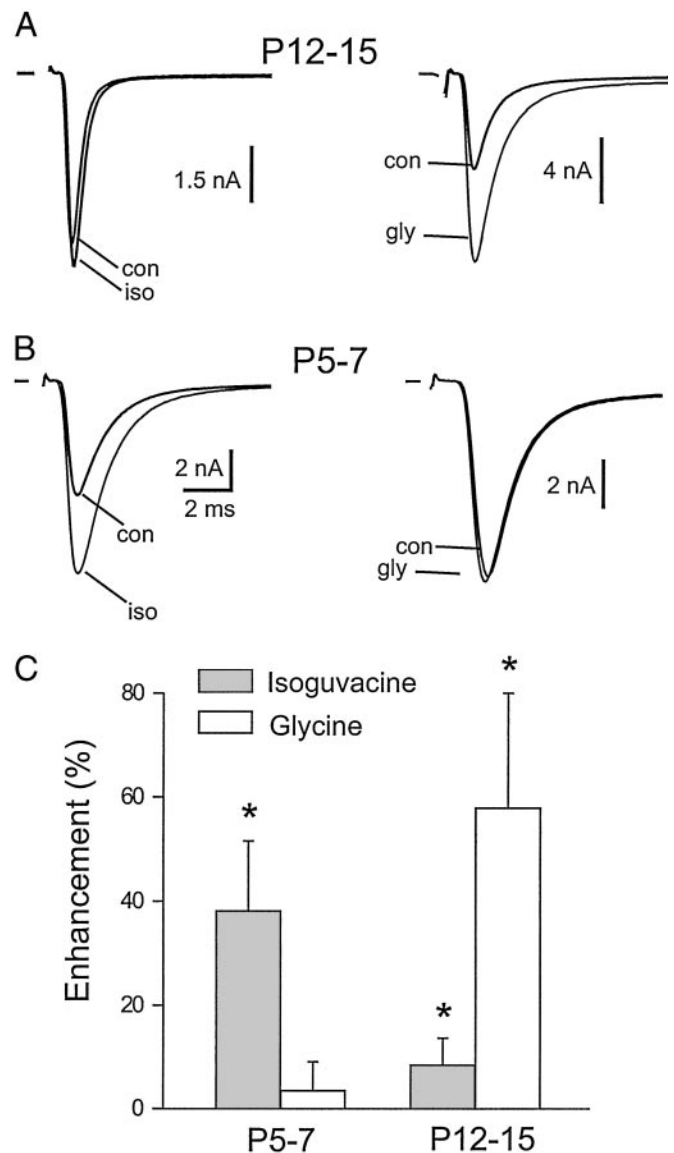 A
P12-15
1.5 nA
con
iso
con
gly
4 nA
B
P5-7
2 nA
2 ms
con
iso
con
gly
2 nA
C
Isoguvacine
Glycine
Enhancement (%)
80
60
40
20
0
*
*
*
P5-7
P12-15